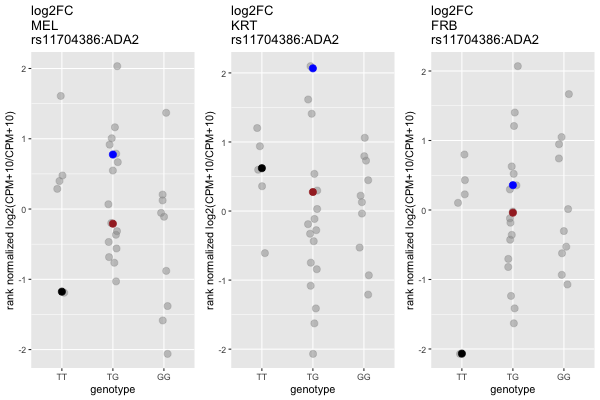 log2FC
MEL
rs11704386:ADA2
rank normalized log2(CPM+10/CPM+10)
2
1
0
-1
-2
TT
TG
GG
genotype
log2FC
KRT
rs11704386:ADA2
rank normalized log2(CPM+10/CPM+10)
2
1
0
-1
-2
TT
TG
GG
genotype
log2FC
FRB
rs11704386:ADA2
rank normalized log2(CPM+10/CPM+10)
2
1
0
-1
-2
TT
TG
GG
genotype